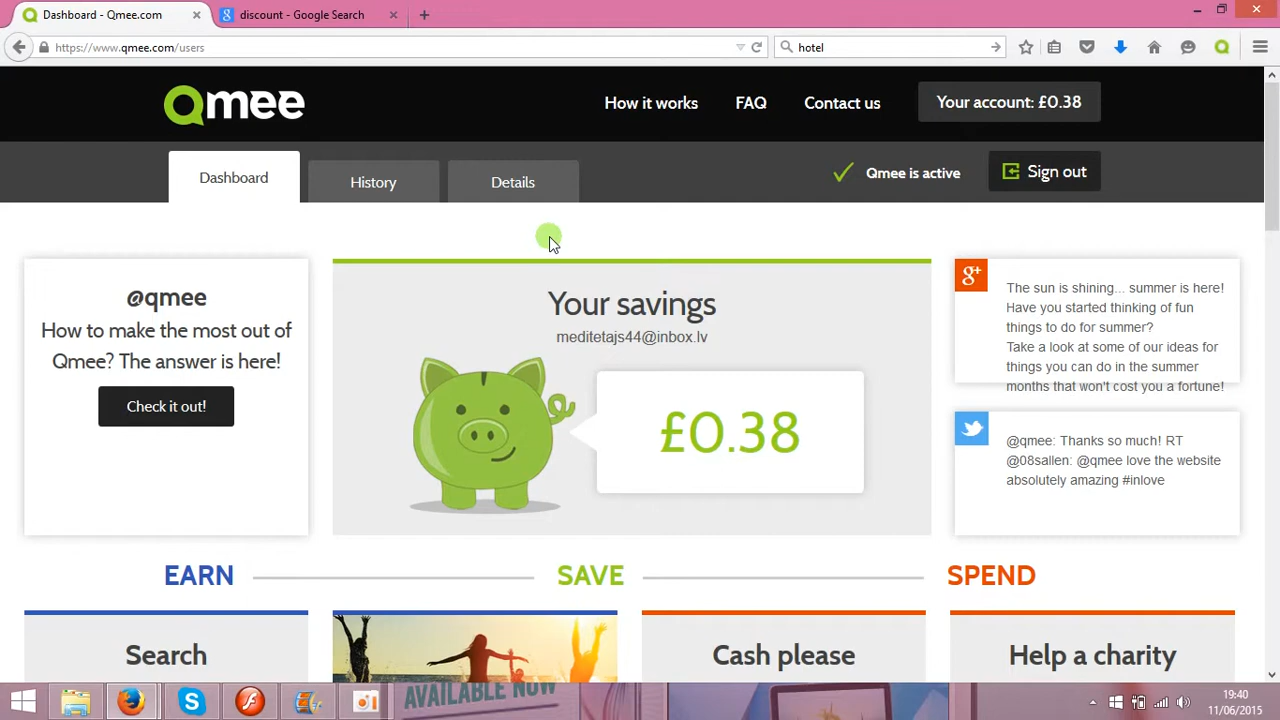 Dashboard - Qmee.com
discount - Google Search
https://www.qmee.com/users
hotel
Qmee
How it works
FAQ
Contact us
Your account: £0.38
Dashboard
History
Details
Qmee is active
Sign out
@qmee
How to make the most out of
Qmee? The answer is here!
Check it out!
Your savings
meditetajs44@inbox.lv
£0.38
g+
The sun is shining... summer is here!
Have you started thinking of fun
things to do for summer?
Take a look at some of our ideas for
things you can do in the summer
months that won't cost you a fortune!
@qmee: Thanks so much! RT
@08sallen: @qmee love the website
absolutely amazing #inlove
EARN
SAVE
SPEND
Search
Cash please
Help a charity
AVAILABLE NOW
19:40
11/06/2015